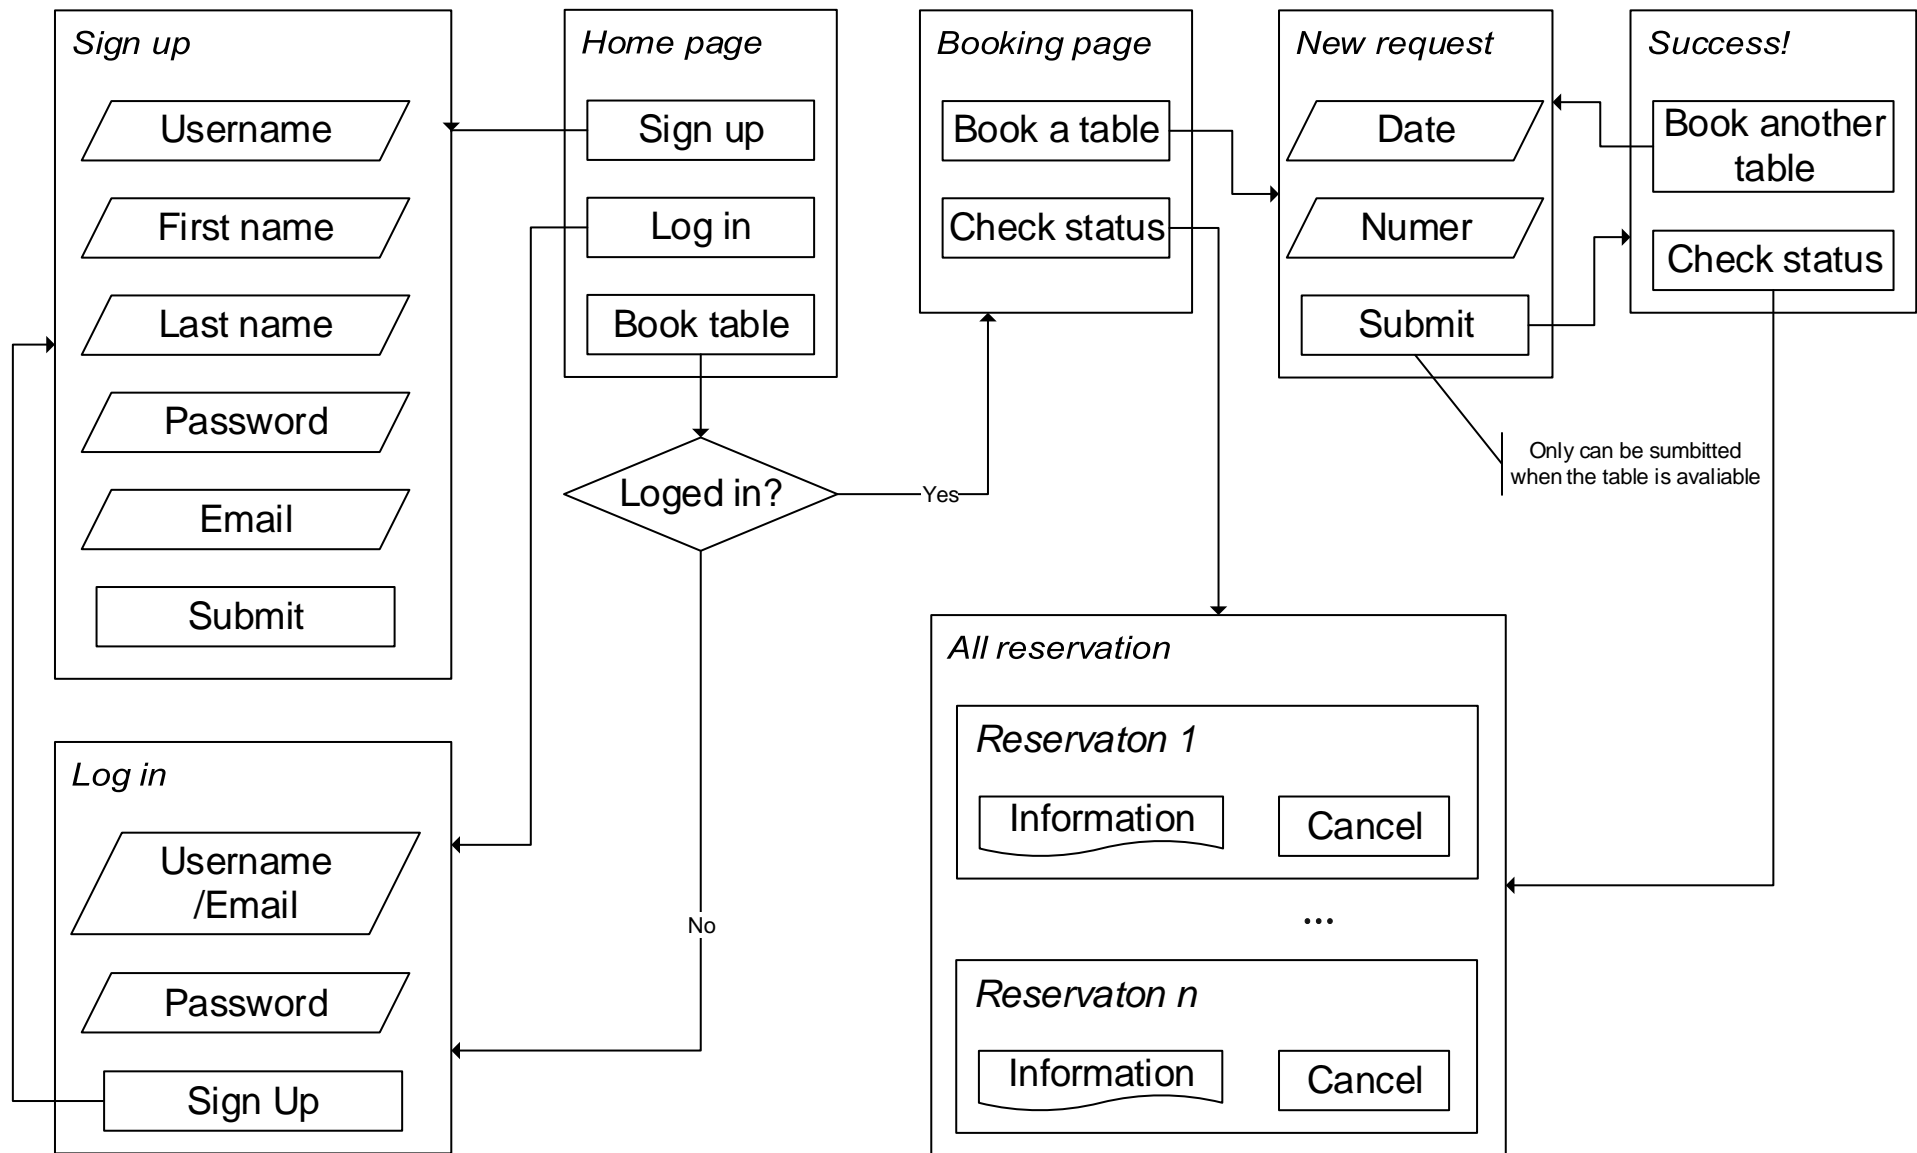 Sign up
Username
First name
Last name
Password
Email
Submit
Home page
Sign up
Log in
Book table
Loged in?
Yes
No
Booking page
Book a table
Check status
New request
Date
Numer
Submit
Only can be sumbitted
when the table is avaliable
Success!
Book another
table
Check status
Log in
Username
/Email
Password
Sign Up
All reservation
Reservaton 1
Information
Cancel
...
Reservaton n
Information
Cancel